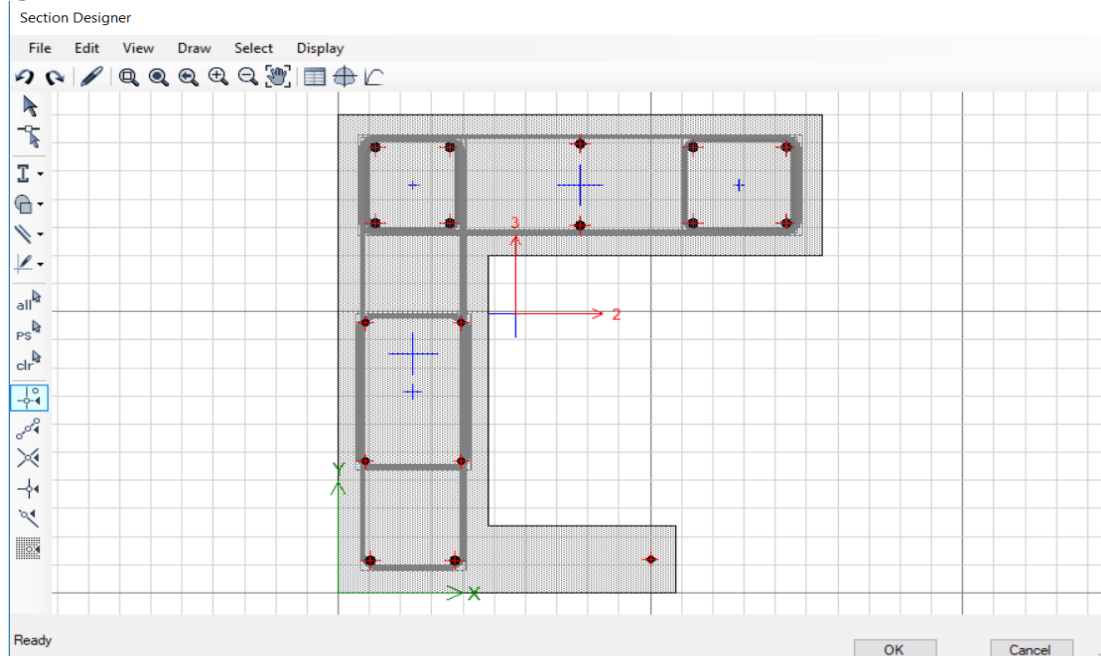 Section Designer
File Edit View Draw Select Display
all
PS
clr
3
2
Y
X
Ready
OK Cancel